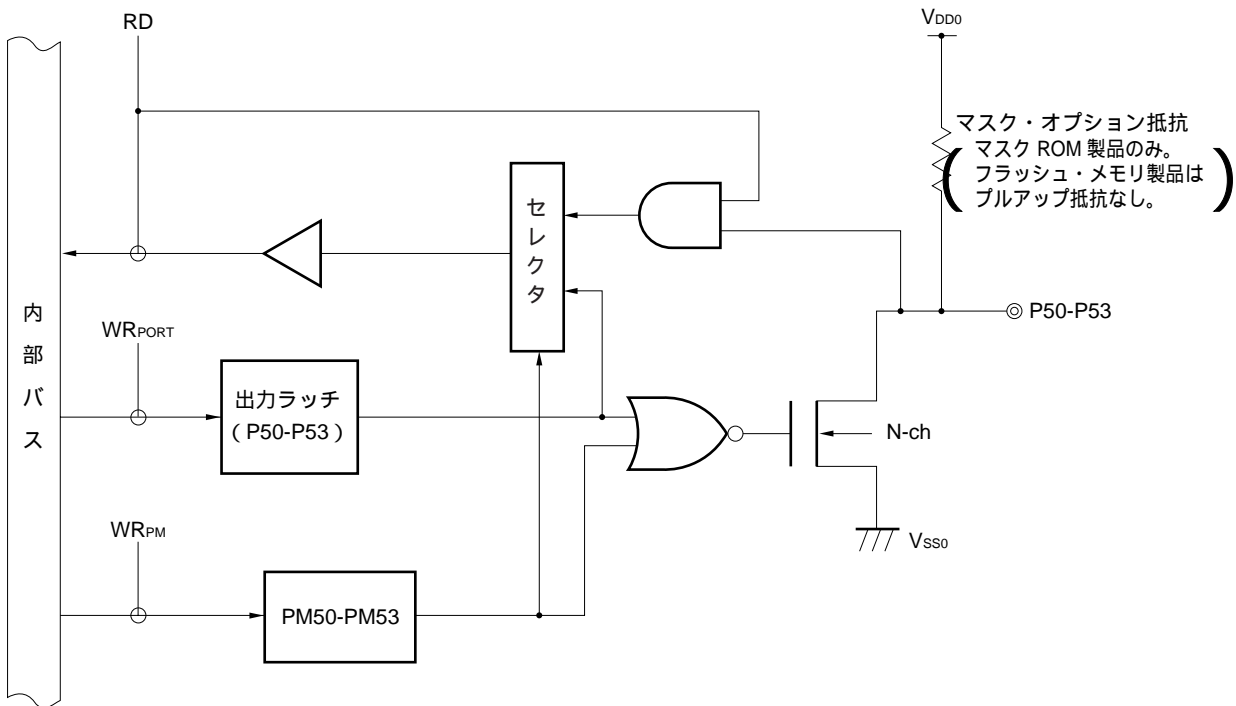 RD
VDD0
マスク・オプション抵抗
マスク ROM 製品のみ。
フラッシュ・メモリ製品は
プルアップ抵抗なし。
セレクタ
内部バス
P50-P53
WRPORT
出力ラッチ
（P50-P53）
N-ch
WRPM
VSS0
PM50-PM53